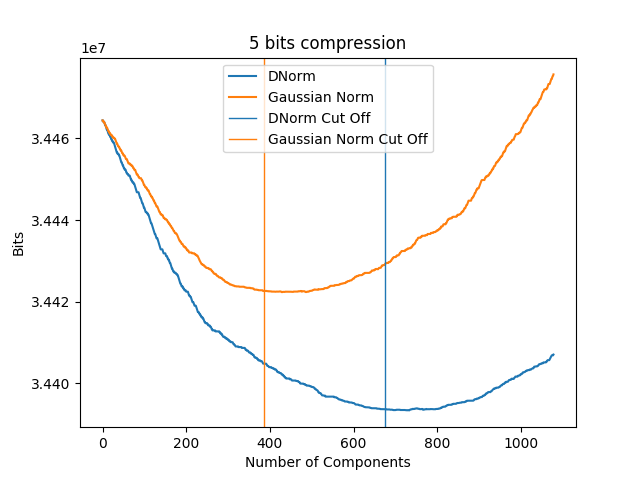 5 bits compression
1e7
DNorm
Gaussian Norm
DNorm Cut Off
Gaussian Norm Cut Off
3.446
3.444
3.442
3.440
Bits
0 200 400 600 800 1000
Number of Components